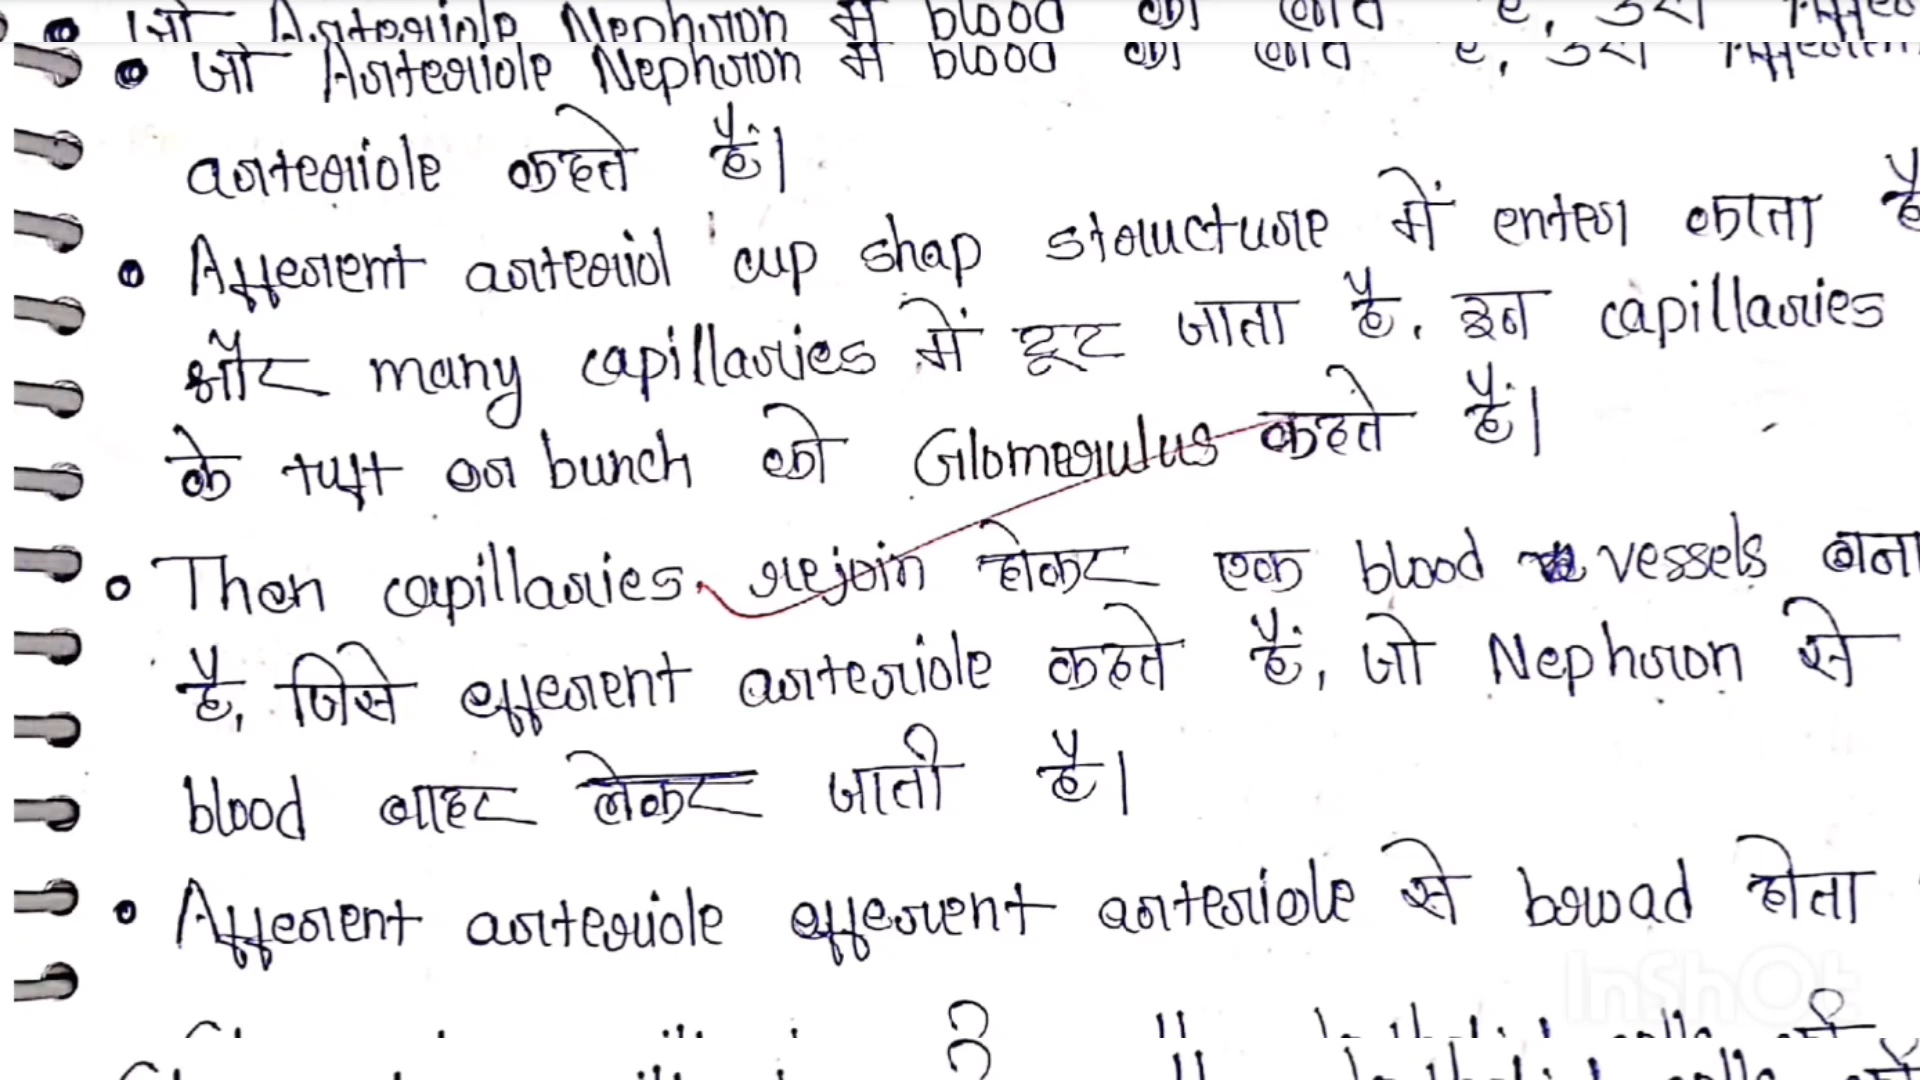 जो Arteriole Nephron में blood को लाते है, उसे Afferent
arteriole कहते हैं।
• Afferent arteriol cup shap structure में enter करता है
और many capillaries में टूट जाता है, इन capillaries
के tuft or bunch को Glomerulus कहते हैं।
• Then capillaries rejoin होकर एक blood vessels बना
है, जिसे efferent arteriole कहते हैं, जो Nephron से
blood बाहर लेकर जाती है।
• Afferent arteriole efferent arteriole से browad होता
InShot